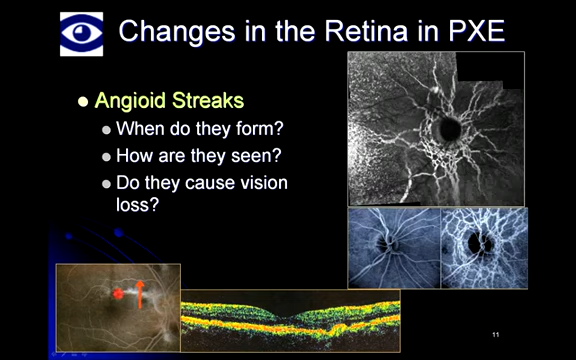 Changes in the Retina in PXE
Angioid Streaks
When do they form?
How are they seen?
Do they cause vision
loss?
11